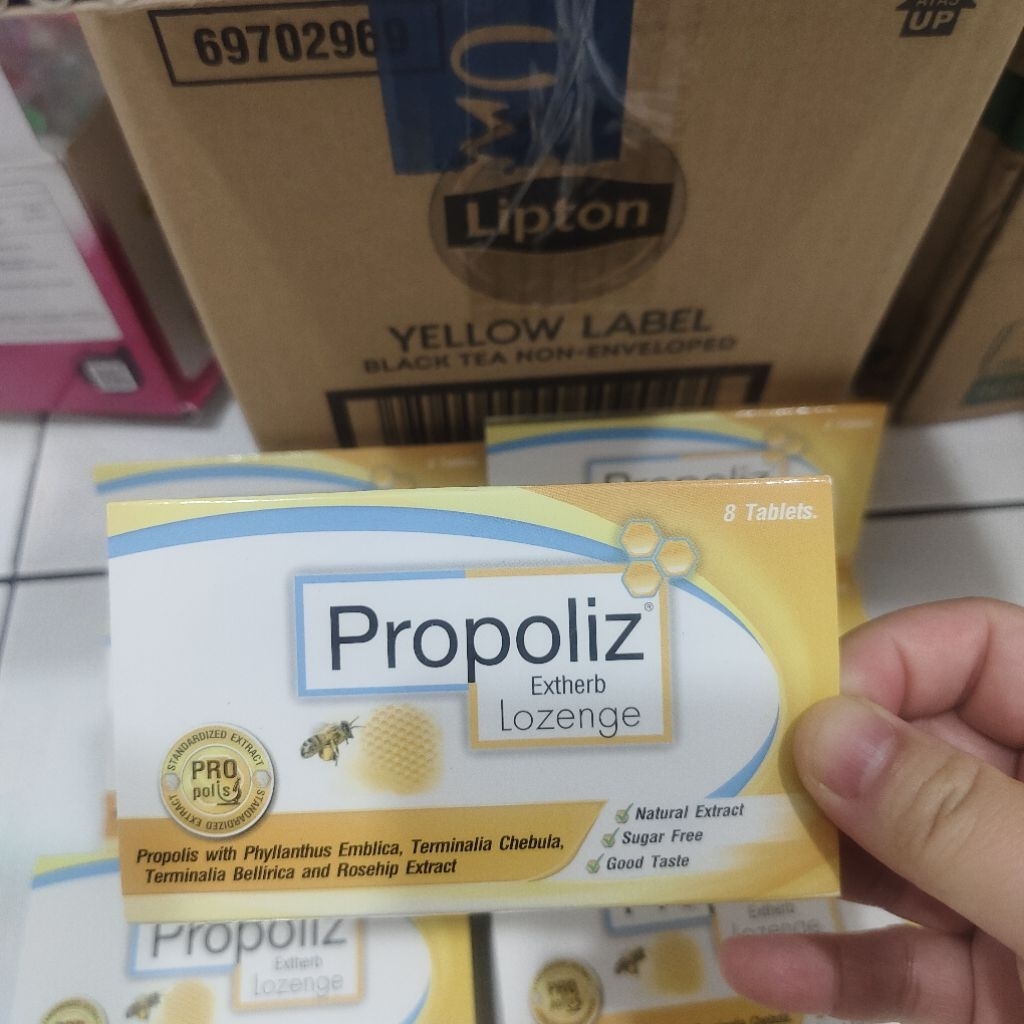 69702969
ATAS
UP
Lipton
YELLOW LABEL
BLACK TEA NON-ENVELOPED
8 Tablets.
Propoliz®
Extherb
Lozenge
STANDARDIZED EXTRACT
PRO
polis
STANDARDIZED EXTRACT
Propolis with Phyllanthus Emblica, Terminalia Chebula,
Terminalia Bellirica and Rosehip Extract
Natural Extract
Sugar Free
Good Taste
Propoliz
Extherb
Lozenge
Extherb
Lozenge